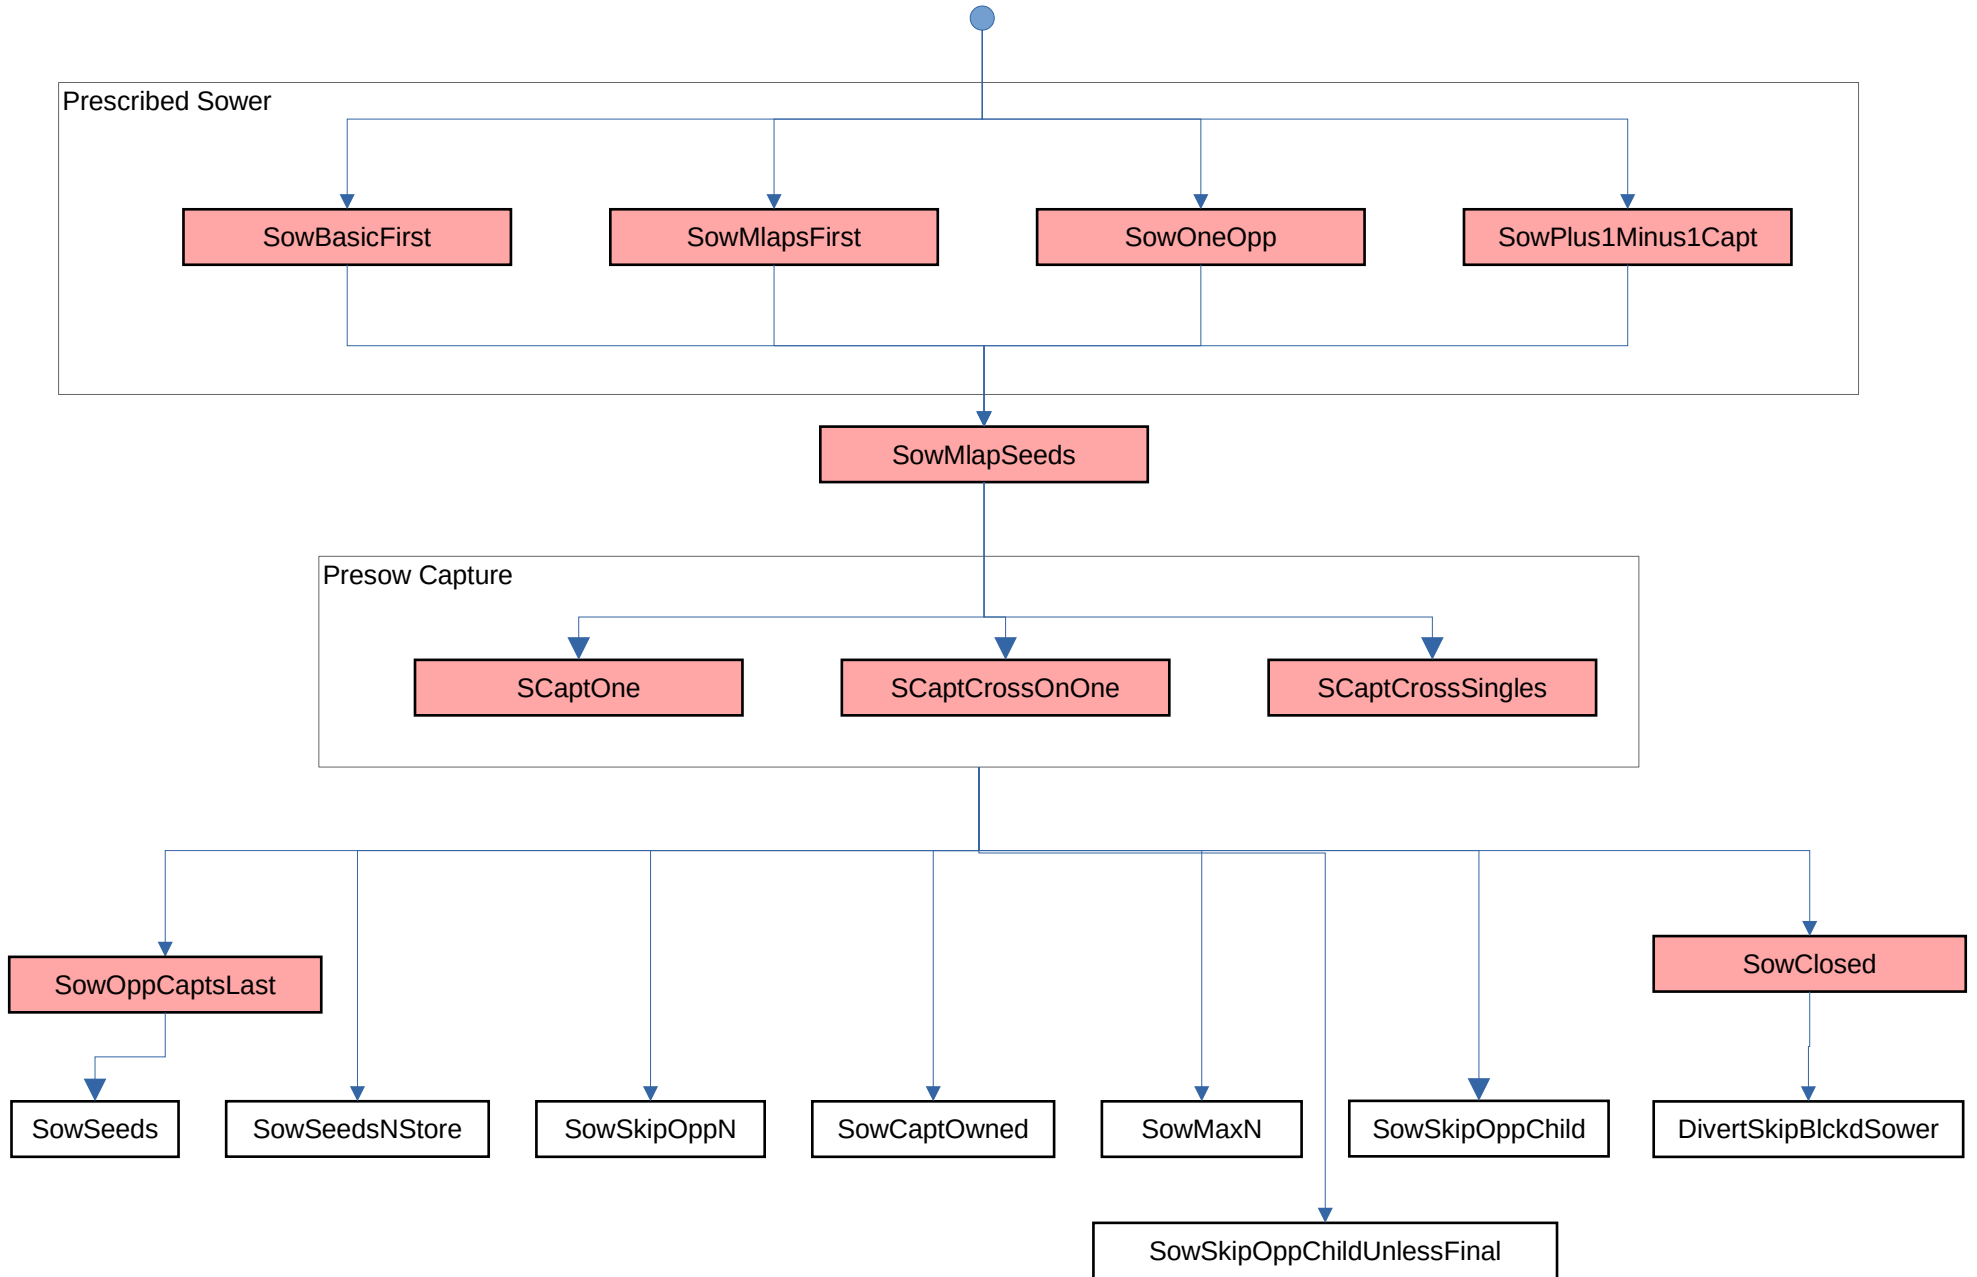 Prescribed Sower
SowBasicFirst
SowMlapsFirst
SowOneOpp
SowPlus1Minus1Capt
SowMlapSeeds
Presow Capture
SCaptOne
SCaptCrossOnOne
SCaptCrossSingles
SowOppCaptsLast
SowClosed
SowSeeds
SowSeedsNStore
SowSkipOppN
SowCaptOwned
SowMaxN
SowSkipOppChild
DivertSkipBlckdSower
SowSkipOppChildUnlessFinal